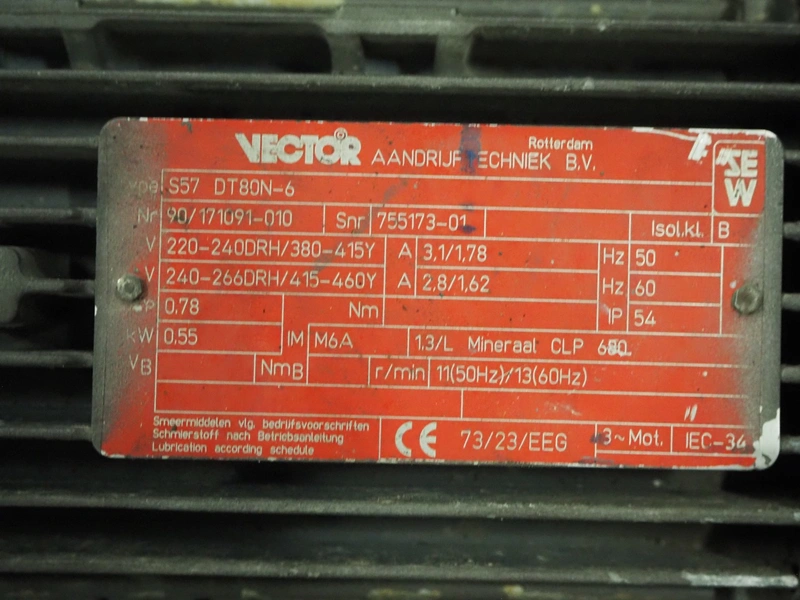 VECTOR Rotterdam
AANDRIJFTECHNIEK B.V.
SEW
Type S57 DT80N-6
Nr 90/171091-010 Snr 755173-01 Isol.kl. B
V 220-240DRH/380-415Y A 3,1/1,78 Hz 50
V 240-266DRH/415-460Y A 2,8/1,62 Hz 60
0.78 Nm IP 54
kW 0.55 IM M6A 1.3/L Mineraal CLP 680
VB NmB r/min 11(50Hz)/13(60Hz)
Smeermiddelen vlg. bedrijfsvoorschriften
Schmierstoff nach Betriebsanleitung
Lubrication according schedule
CE 73/23/EEG 3~Mot. IEC-34